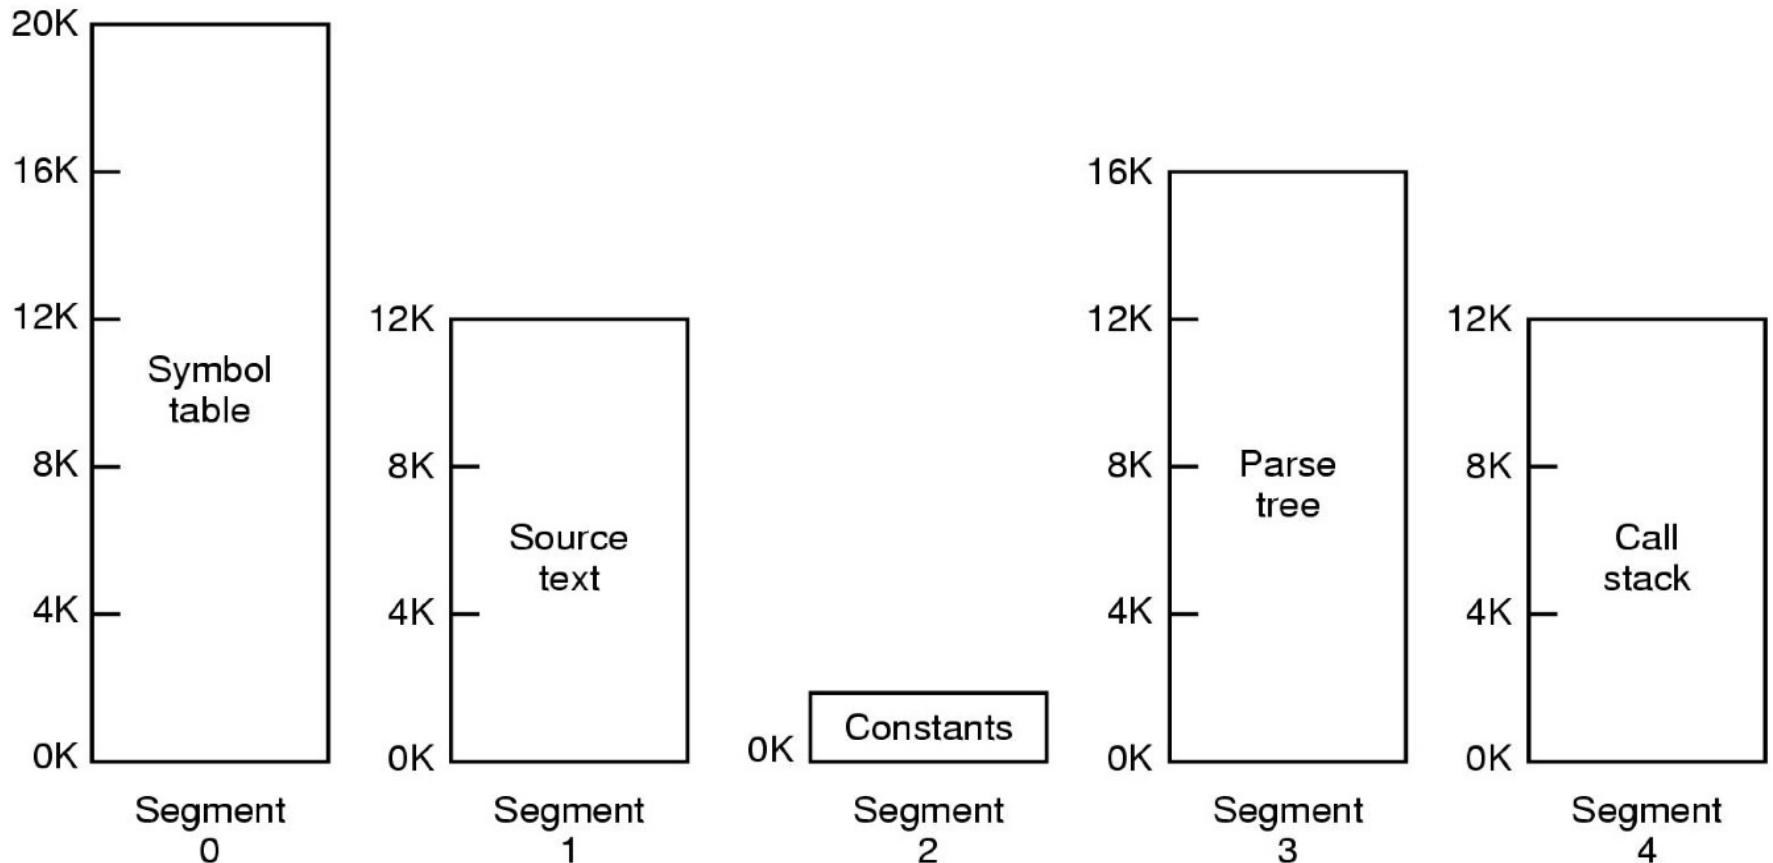 20K
16K
12K
8K
4K
0K
Symbol
table
Segment
0
12K
8K
4K
0K
Source
text
Segment
1
0K
Constants
Segment
2
16K
12K
8K
4K
0K
Parse
tree
Segment
3
12K
8K
4K
0K
Call
stack
Segment
4